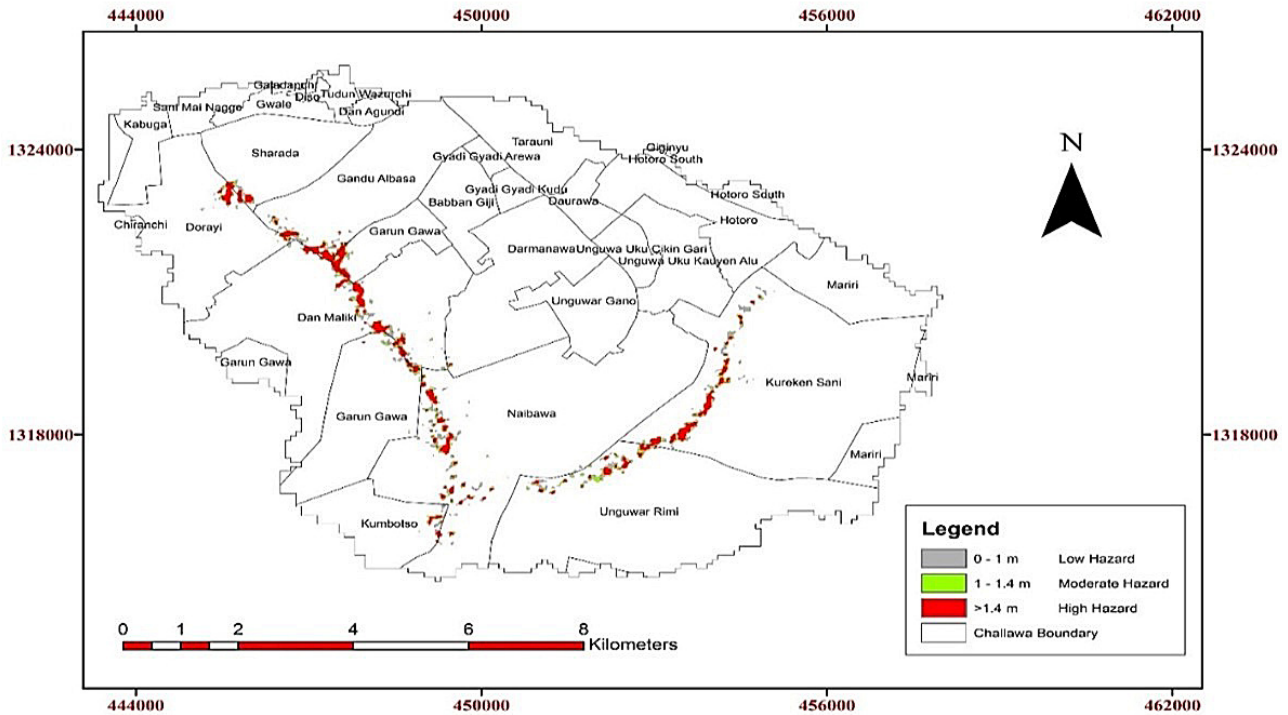 444000 450000 456000 462000
Galadanchi
Diso Tudun Wazurchi
Sani Mai Nagge Gwale
Dan Agundi
Kabuga
1324000 1324000
Sharada
Tarauni
Giginyu
Gyadi Gyadi Arewa
Hotoro South
N
Gandu Albasa
Gyadi Gyadi Kudu
Hotoro South
Babban Giji
Daurawa
Chiranchi Dorayi
Hotoro
Garun Gawa
Darmanawa Unguwa Uku Cikin Gari
Unguwa Uku Kauyen Alu
Mariri
Unguwar Gano
Dan Maliki
Garun Gawa
Kureken Sani
Mariri
Garun Gawa
Naibawa
1318000 1318000
Mariri
Kumbotso
Unguwar Rimi
Legend
0 - 1 m Low Hazard
1 - 1.4 m Moderate Hazard
>1.4 m High Hazard
Challawa Boundary
0 1 2 4 6 8
Kilometers
444000 450000 456000 462000